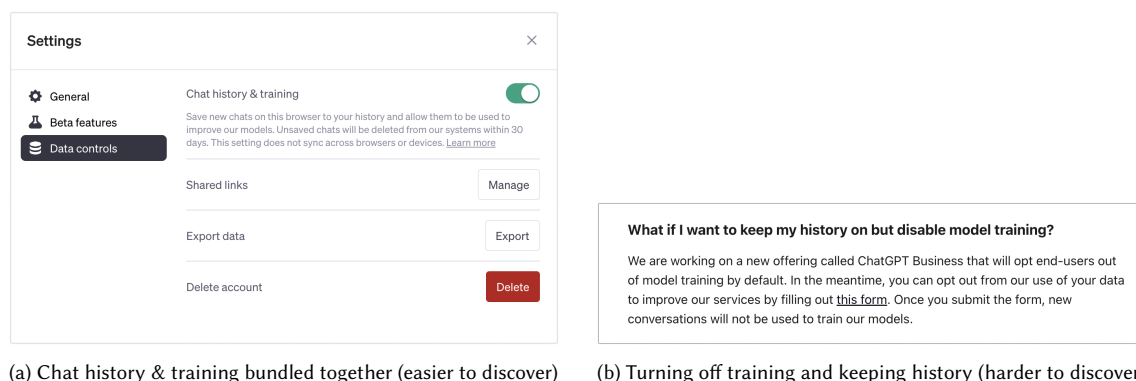 Settings
General
Beta features
Data controls
Chat history & training
Save new chats on this browser to your history and allow them to be used to
improve our models. Unsaved chats will be deleted from our systems within 30
days. This setting does not sync across browsers or devices. Learn more
Shared links
Manage
Export data
Export
Delete account
Delete
(a) Chat history & training bundled together (easier to discover)
What if I want to keep my history on but disable model training?
We are working on a new offering called ChatGPT Business that will opt end-users out
of model training by default. In the meantime, you can opt out from our use of your data
to improve our services by filling out this form. Once you submit the form, new
conversations will not be used to train our models.
(b) Turning off training and keeping history (harder to discover